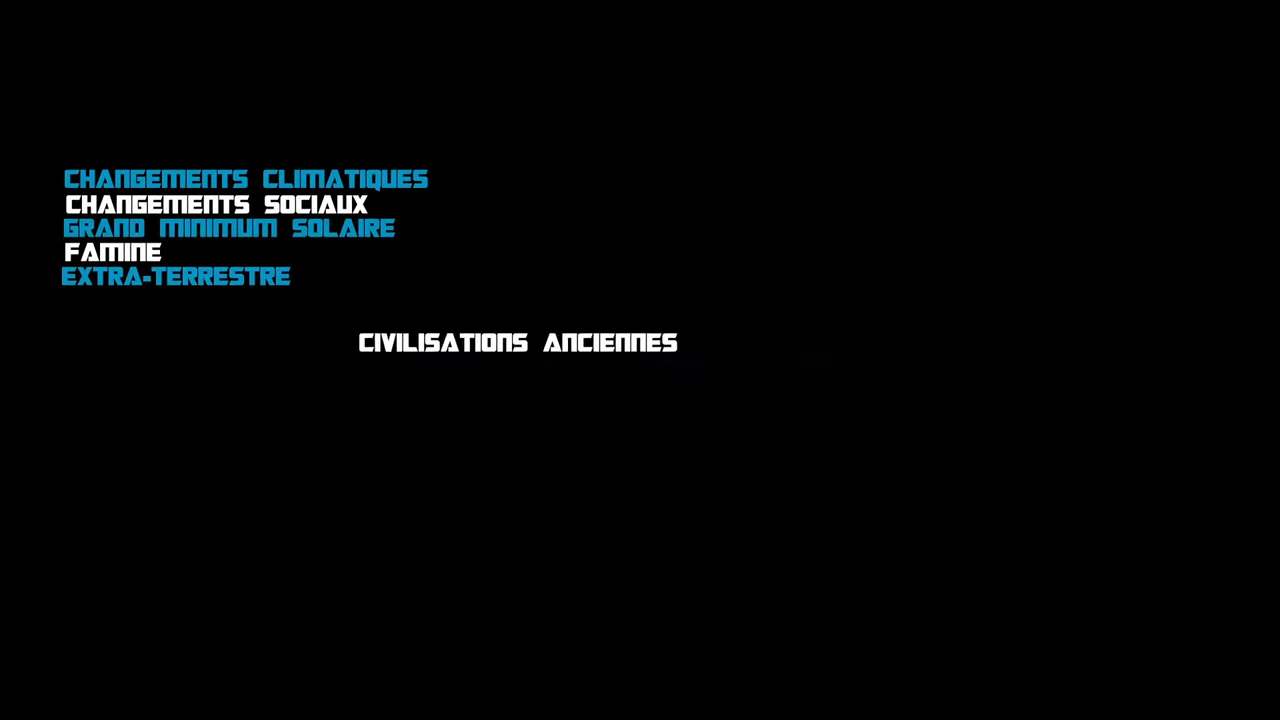 CHANGEMENTS CLIMATIQUES
CHANGEMENTS SOCIAUX
GRAND MINIMUM SOLAIRE
FAMINE
EXTRA-TERRESTRE
CIVILISATIONS ANCIENNES